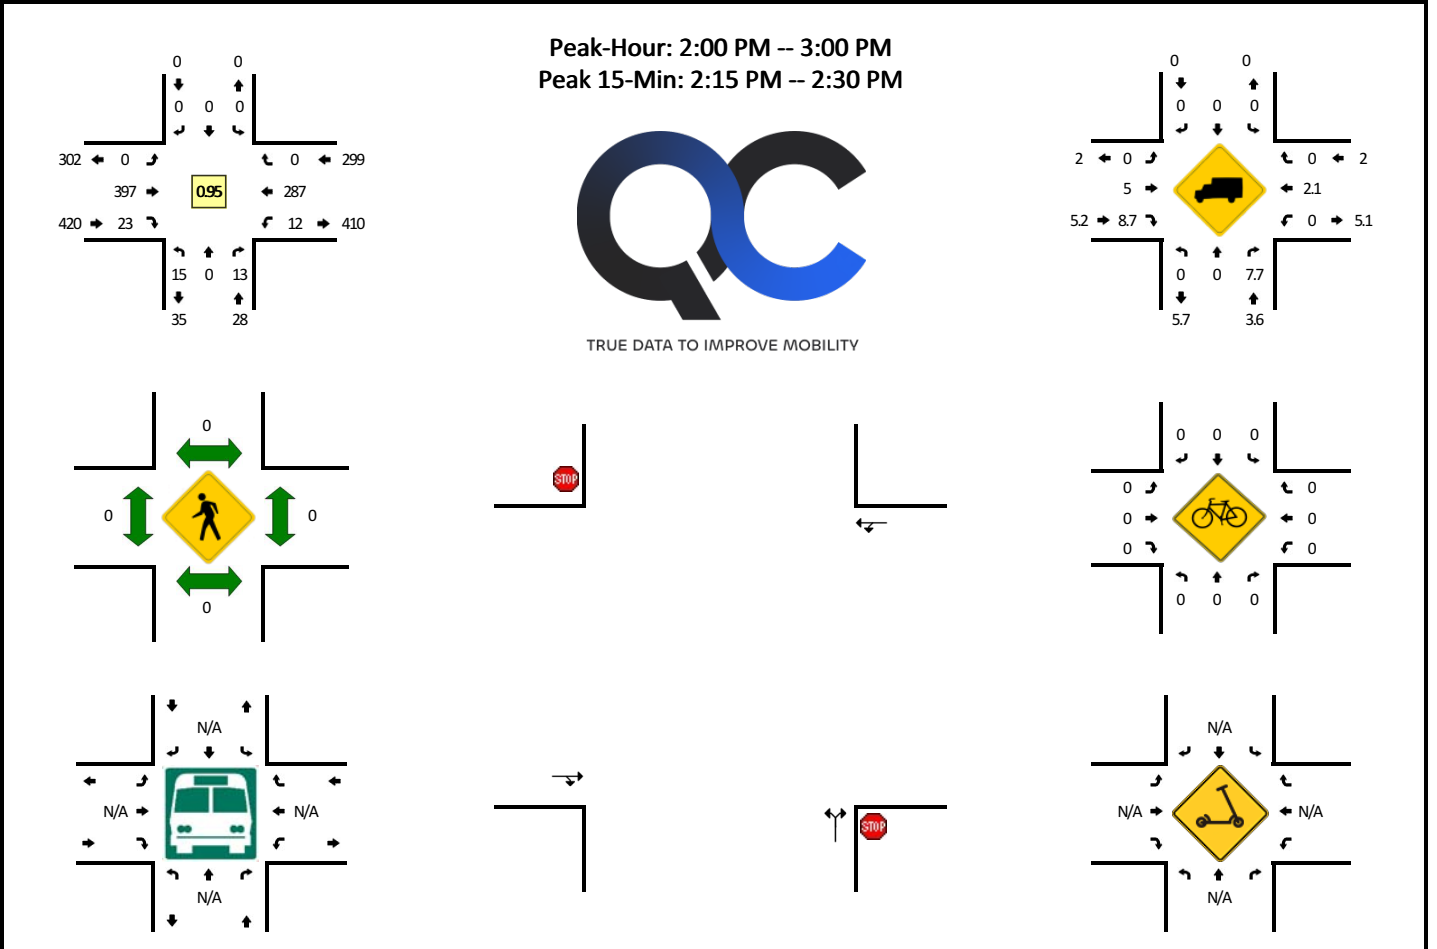 Peak-Hour: 2:00 PM -- 3:00 PM
Peak 15-Min: 2:15 PM -- 2:30 PM
0 0
0 0 0
302 0 0 299
397 0.95 287
420 23 12 410
15 0 13
35 28
TRUE DATA TO IMPROVE MOBILITY
0 0
0 0 0
2 0 0 2
5 2.1
5.2 8.7 0 5.1
0 0 7.7
5.7 3.6
0
0 0
0
STOP
STOP
0 0 0
0 0
0 0
0 0
0 0 0
N/A
N/A N/A
N/A
N/A
N/A N/A
N/A